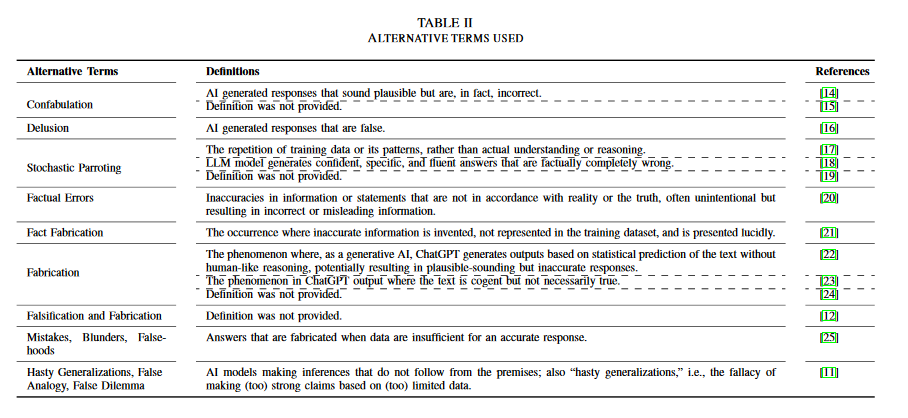 TABLE II
ALTERNATIVE TERMS USED
Alternative Terms Definitions References
Confabulation
AI generated responses that sound plausible but are, in fact, incorrect. [14]
Definition was not provided. [15]
Delusion AI generated responses that are false. [16]
Stochastic Parroting
The repetition of training data or its patterns, rather than actual understanding or reasoning. [17]
LLM model generates confident, specific, and fluent answers that are factually completely wrong. [18]
Definition was not provided. [19]
Factual Errors Inaccuracies in information or statements that are not in accordance with reality or the truth, often unintentional but [20]
resulting in incorrect or misleading information.
Fact Fabrication The occurrence where inaccurate information is invented, not represented in the training dataset, and is presented lucidly. [21]
Fabrication
The phenomenon where, as a generative AI, ChatGPT generates outputs based on statistical prediction of the text without [22]
human-like reasoning, potentially resulting in plausible-sounding but inaccurate responses.
The phenomenon in ChatGPT output where the text is cogent but not necessarily true. [23]
Definition was not provided. [24]
Falsification and Fabrication Definition was not provided. [12]
Mistakes, Blunders, False- Answers that are fabricated when data are insufficient for an accurate response. [25]
hoods
Hasty Generalizations, False AI models making inferences that do not follow from the premises; also “hasty generalizations,” i.e., the fallacy of [11]
Analogy, False Dilemma making (too) strong claims based on (too) limited data.